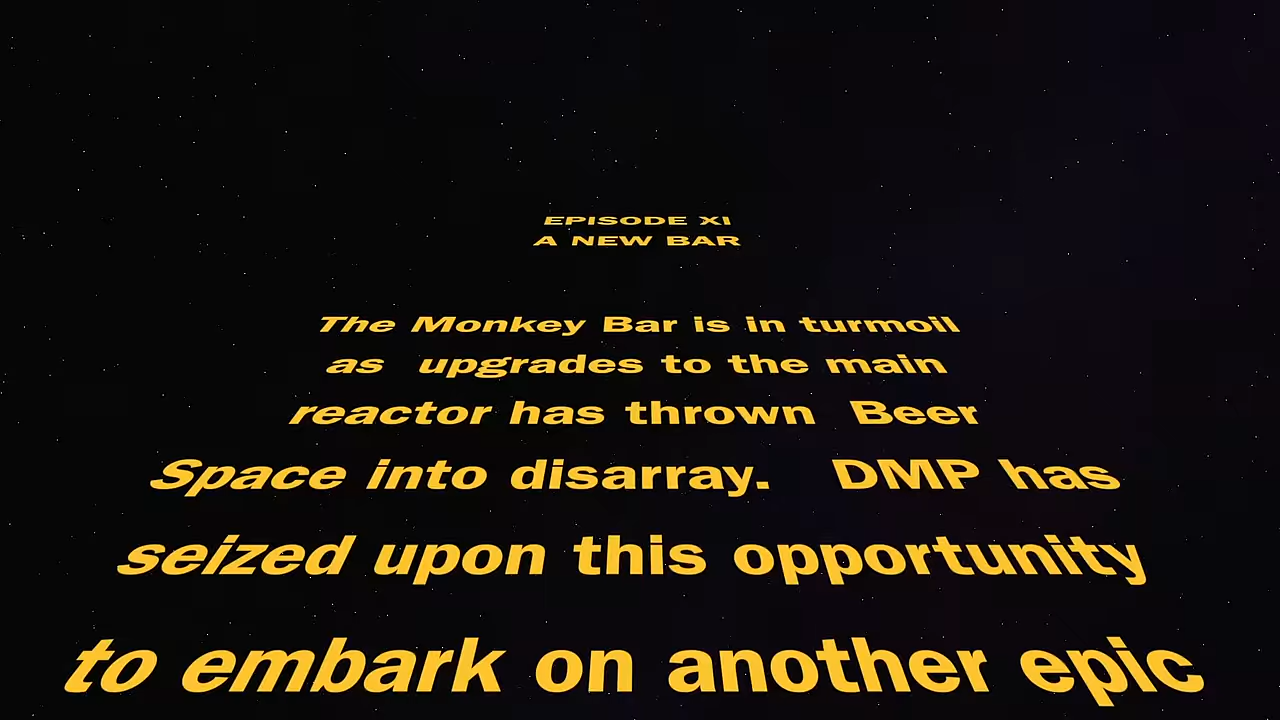 EPISODE XI
A NEW BAR
The Monkey Bar is in turmoil
as upgrades to the main
reactor has thrown Beer
Space into disarray. DMP has
seized upon this opportunity
to embark on another epic